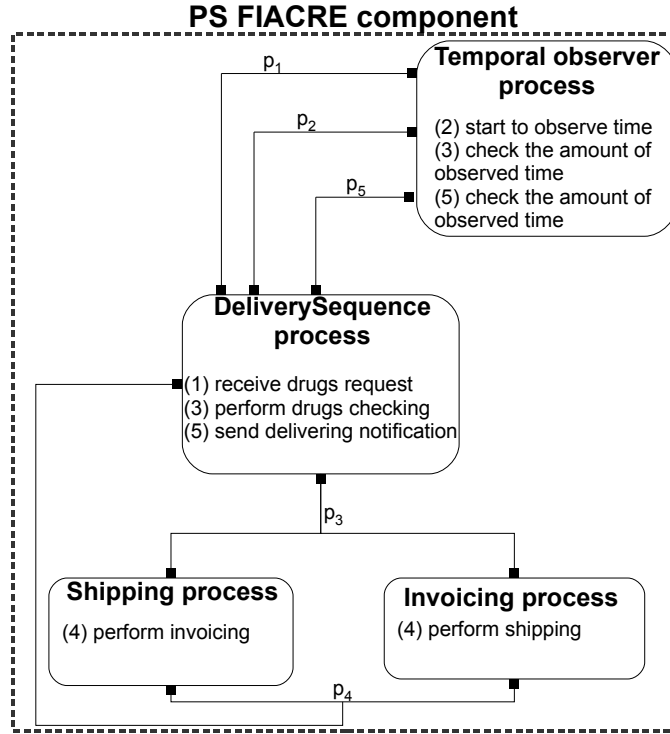 PS FIACRE component
p1
Temporal observer
process
p2
(2) start to observe time
(3) check the amount of
observed time
p5
(5) check the amount of
observed time
DeliverySequence
process
(1) receive drugs request
(3) perform drugs checking
(5) send delivering notification
p3
Shipping process
(4) perform invoicing
Invoicing process
(4) perform shipping
p4